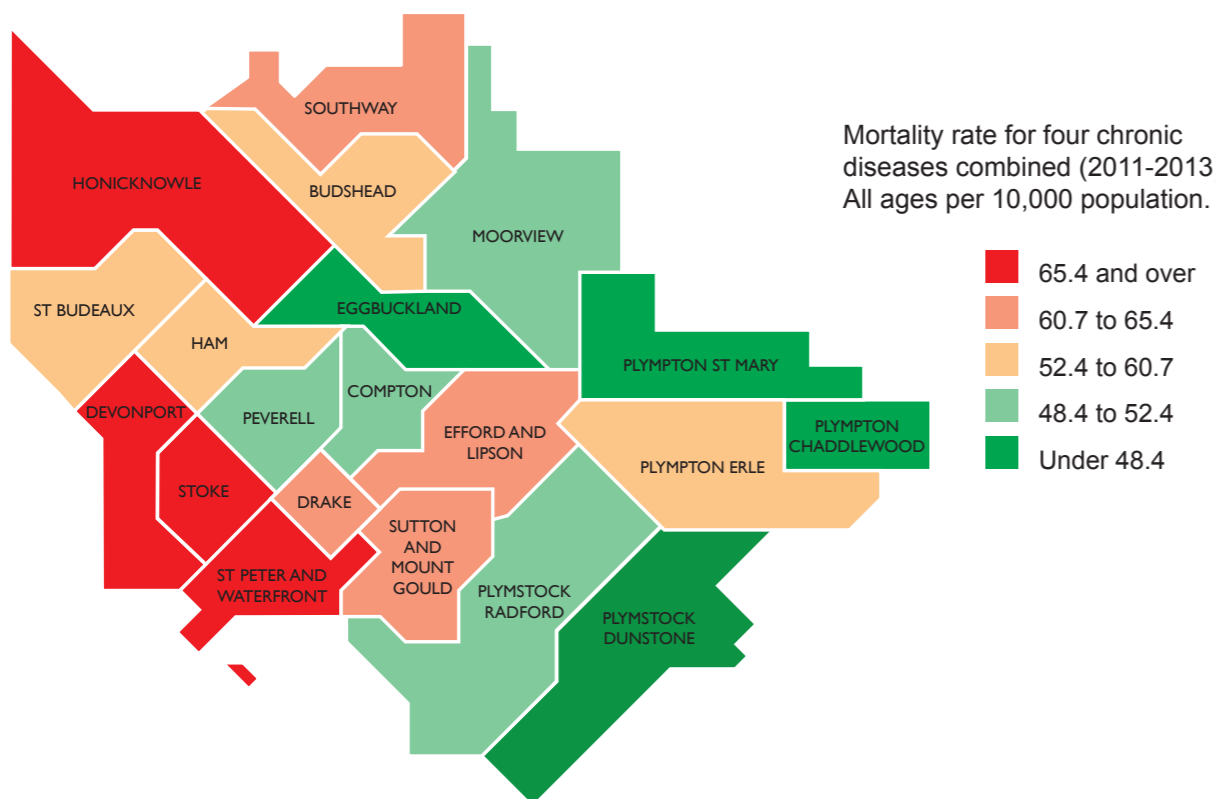 SOUTHWAY
HONICKNOWLE
BUDSHEAD
MOORVIEW
ST BUDEAUX
HAM
EGGBUCKLAND
PLYMPTON ST MARY
DEVONPORT
PEVERELL
COMPTON
EFFORD AND
LIPSON
PLYMPTON
CHADDLEWOOD
PLYMPTON ERLE
STOKE
DRAKE
SUTTON
AND
MOUNT
GOULD
ST PETER AND
WATERFRONT
PLYMSTOCK
RADFORD
PLYMSTOCK
DUNSTONE
Mortality rate for four chronic
diseases combined (2011-2013
All ages per 10,000 population.
65.4 and over
60.7 to 65.4
52.4 to 60.7
48.4 to 52.4
Under 48.4